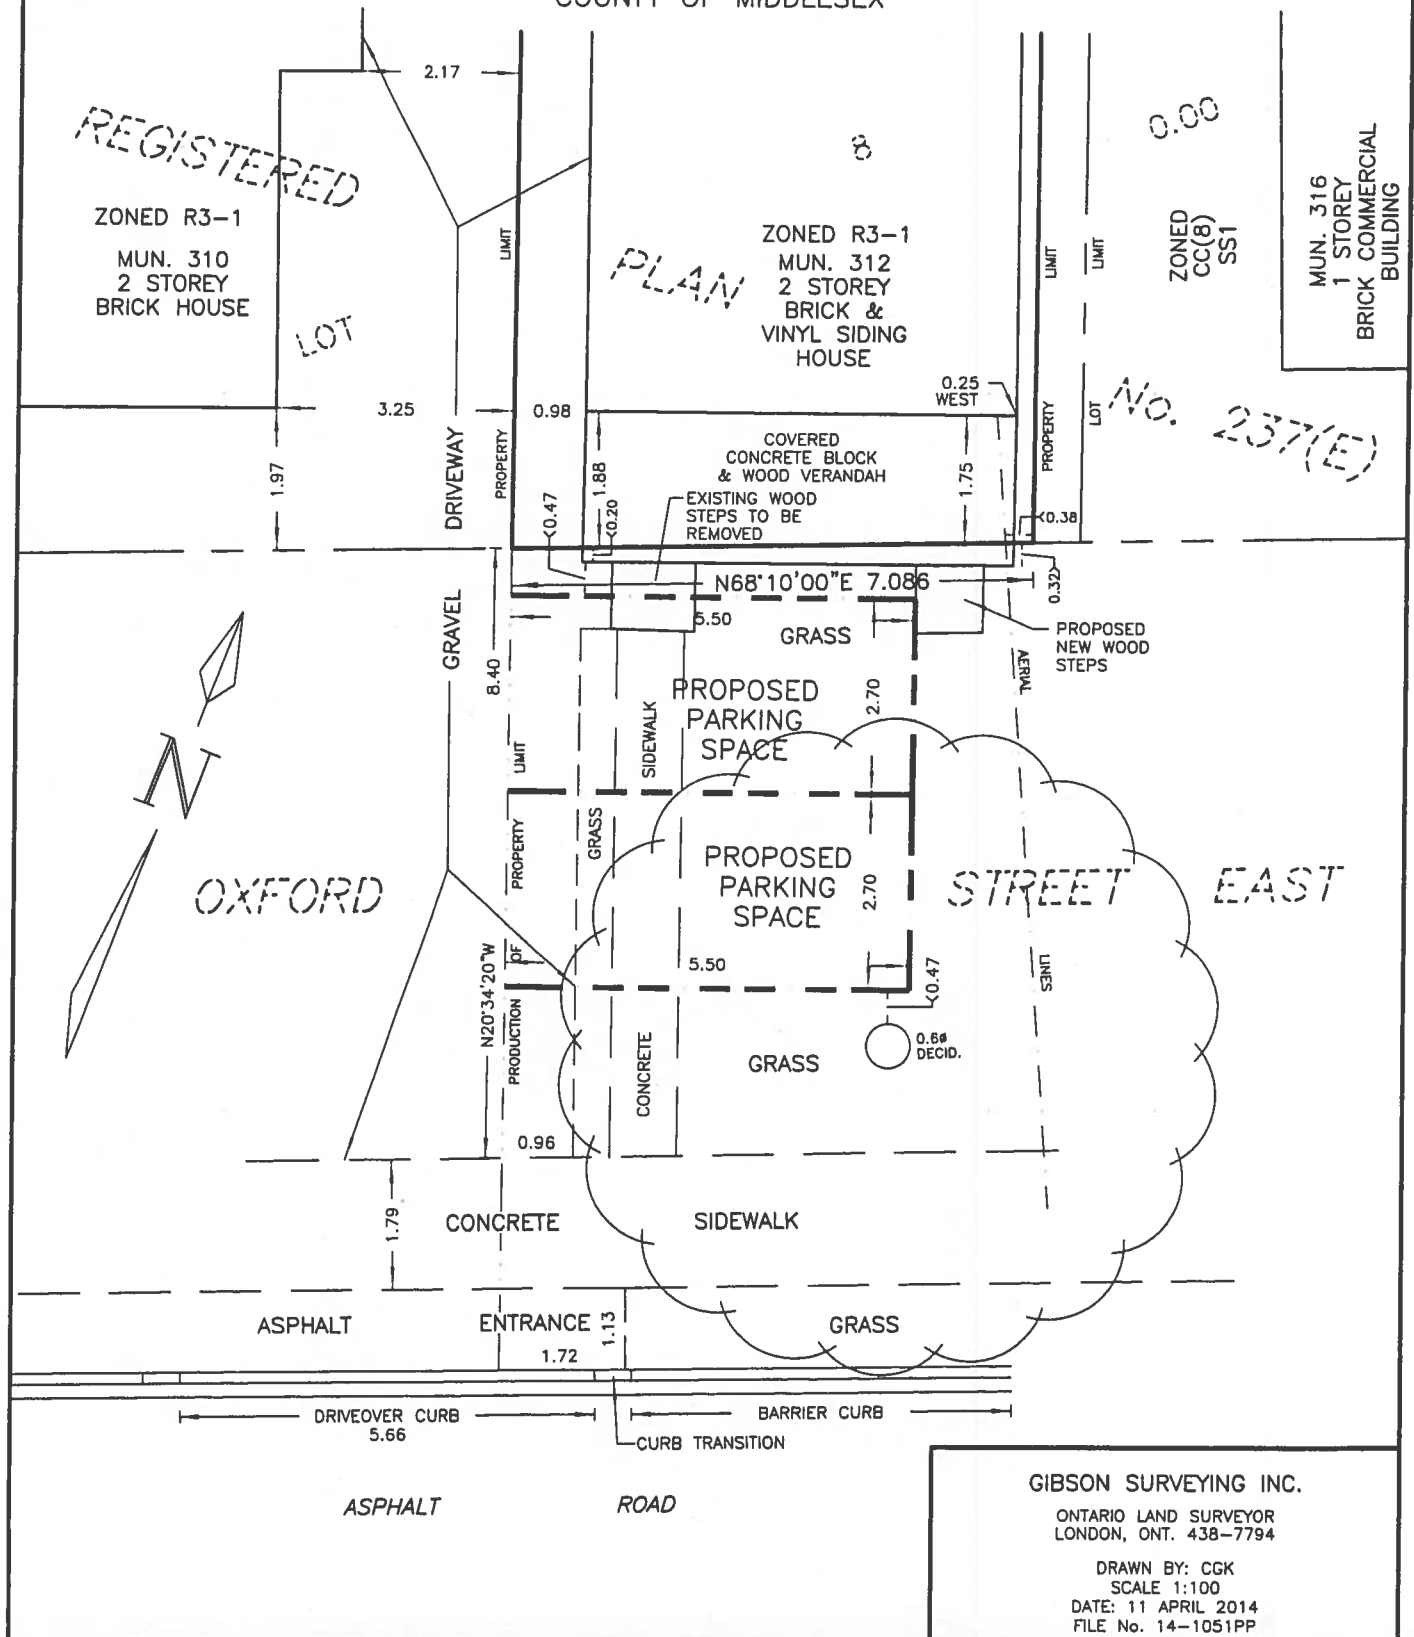 COUNTY OF MIDDLESEX
2.17
REGISTERED
8
0.00
ZONED R3-1
MUN. 310
2 STOREY
BRICK HOUSE
LOT
LIMIT
PLAN
ZONED R3-1
MUN. 312
2 STOREY
BRICK &
VINYL SIDING
HOUSE
LIMIT
LIMIT
ZONED
CC(8)
SS1
MUN. 316
1 STOREY
BRICK COMMERCIAL
BUILDING
3.25
0.98
0.25
WEST
No. 237(E)
1.97
DRIVEWAY
PROPERTY
0.47
1.88
0.20
COVERED
CONCRETE BLOCK
& WOOD VERANDAH
EXISTING WOOD
STEPS TO BE
REMOVED
1.75
PROPERTY
LOT
0.38
N68°10'00"E 7.086
0.32
5.50
GRASS
PROPOSED
NEW WOOD
STEPS
GRAVEL
8.40
AERIAL
PROPOSED
PARKING
SPACE
2.70
SIDEWALK
LIMIT
N
GRASS
PROPERTY
PROPOSED
PARKING
SPACE
2.70
OXFORD
STREET
EAST
OF
5.50
0.47
LINES
N20°34'20"W
PRODUCTION
CONCRETE
GRASS
0.6ø
DECID.
0.96
1.79
CONCRETE
SIDEWALK
ASPHALT
ENTRANCE
1.13
GRASS
1.72
DRIVEOVER CURB
5.66
BARRIER CURB
CURB TRANSITION
ASPHALT
ROAD
GIBSON SURVEYING INC.
ONTARIO LAND SURVEYOR
LONDON, ONT. 438-7794
DRAWN BY: CGK
SCALE 1:100
DATE: 11 APRIL 2014
FILE No. 14-1051PP